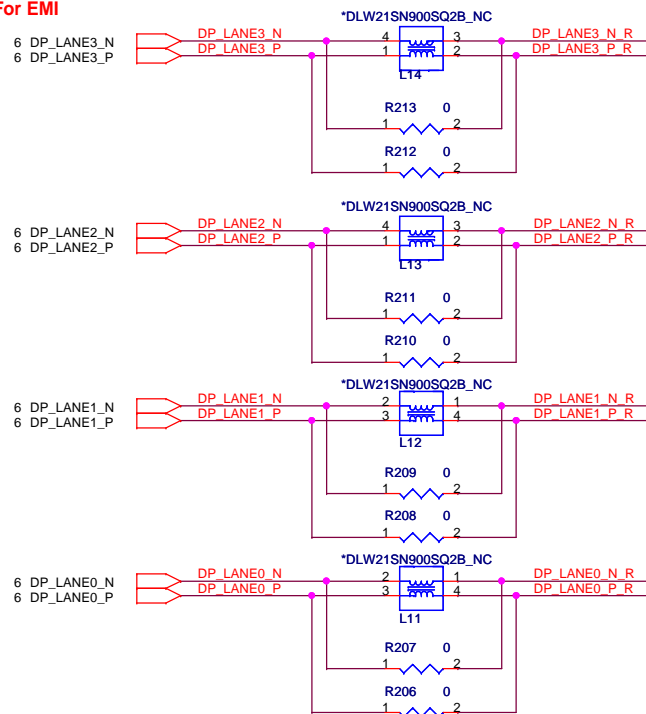 For EMI
*DLW21SN900SQ2B_NC
6 DP_LANE3_N DP_LANE3_N 4 3 DP_LANE3_N_R
6 DP_LANE3_P DP_LANE3_P 1 2 DP_LANE3_P_R
L14
R213 0
1 2
R212 0
1 2
*DLW21SN900SQ2B_NC
6 DP_LANE2_N DP_LANE2_N 4 3 DP_LANE2_N_R
6 DP_LANE2_P DP_LANE2_P 1 2 DP_LANE2_P_R
L13
R211 0
1 2
R210 0
1 2
*DLW21SN900SQ2B_NC
6 DP_LANE1_N DP_LANE1_N 2 1 DP_LANE1_N_R
6 DP_LANE1_P DP_LANE1_P 3 4 DP_LANE1_P_R
L12
R209 0
1 2
R208 0
1 2
*DLW21SN900SQ2B_NC
6 DP_LANE0_N DP_LANE0_N 2 1 DP_LANE0_N_R
6 DP_LANE0_P DP_LANE0_P 3 4 DP_LANE0_P_R
L11
R207 0
1 2
R206 0
1 2